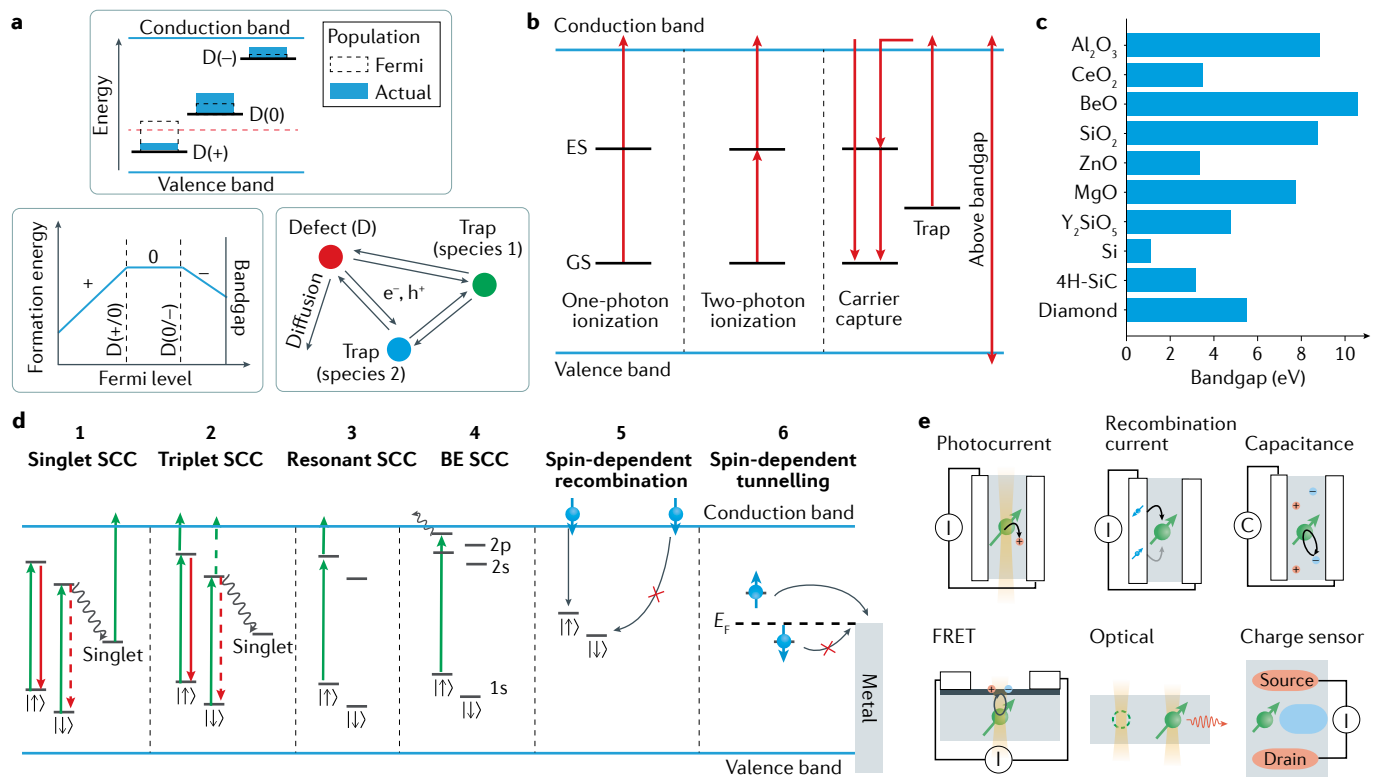 a
Conduction band
D(−)
D(0)
D(+)
Energy
Valence band
Population
Fermi
Actual
Formation energy
+
0
−
D(+/0)
D(0/−)
Bandgap
Fermi level
Defect (D)
Trap
(species 1)
e⁻, h⁺
Diffusion
Trap
(species 2)
b
Conduction band
ES
GS
Trap
Above bandgap
One-photon
ionization
Two-photon
ionization
Carrier
capture
Valence band
c
Al₂O₃
CeO₂
BeO
SiO₂
ZnO
MgO
Y₂SiO₅
Si
4H-SiC
Diamond
0 2 4 6 8 10
Bandgap (eV)
d
1
Singlet SCC
2
Triplet SCC
3
Resonant SCC
4
BE SCC
5
Spin-dependent
recombination
6
Spin-dependent
tunnelling
Conduction band
Singlet
|↑⟩
|↓⟩
Singlet
|↑⟩
|↓⟩
|↑⟩
|↓⟩
2p
2s
1s
|↑⟩
|↓⟩
|↑⟩
|↓⟩
E_F
Metal
Valence band
e
Photocurrent
I
+
Recombination
current
I
Capacitance
C
+
−
−
+
FRET
+ −
I
Optical
Charge sensor
Source
I
Drain